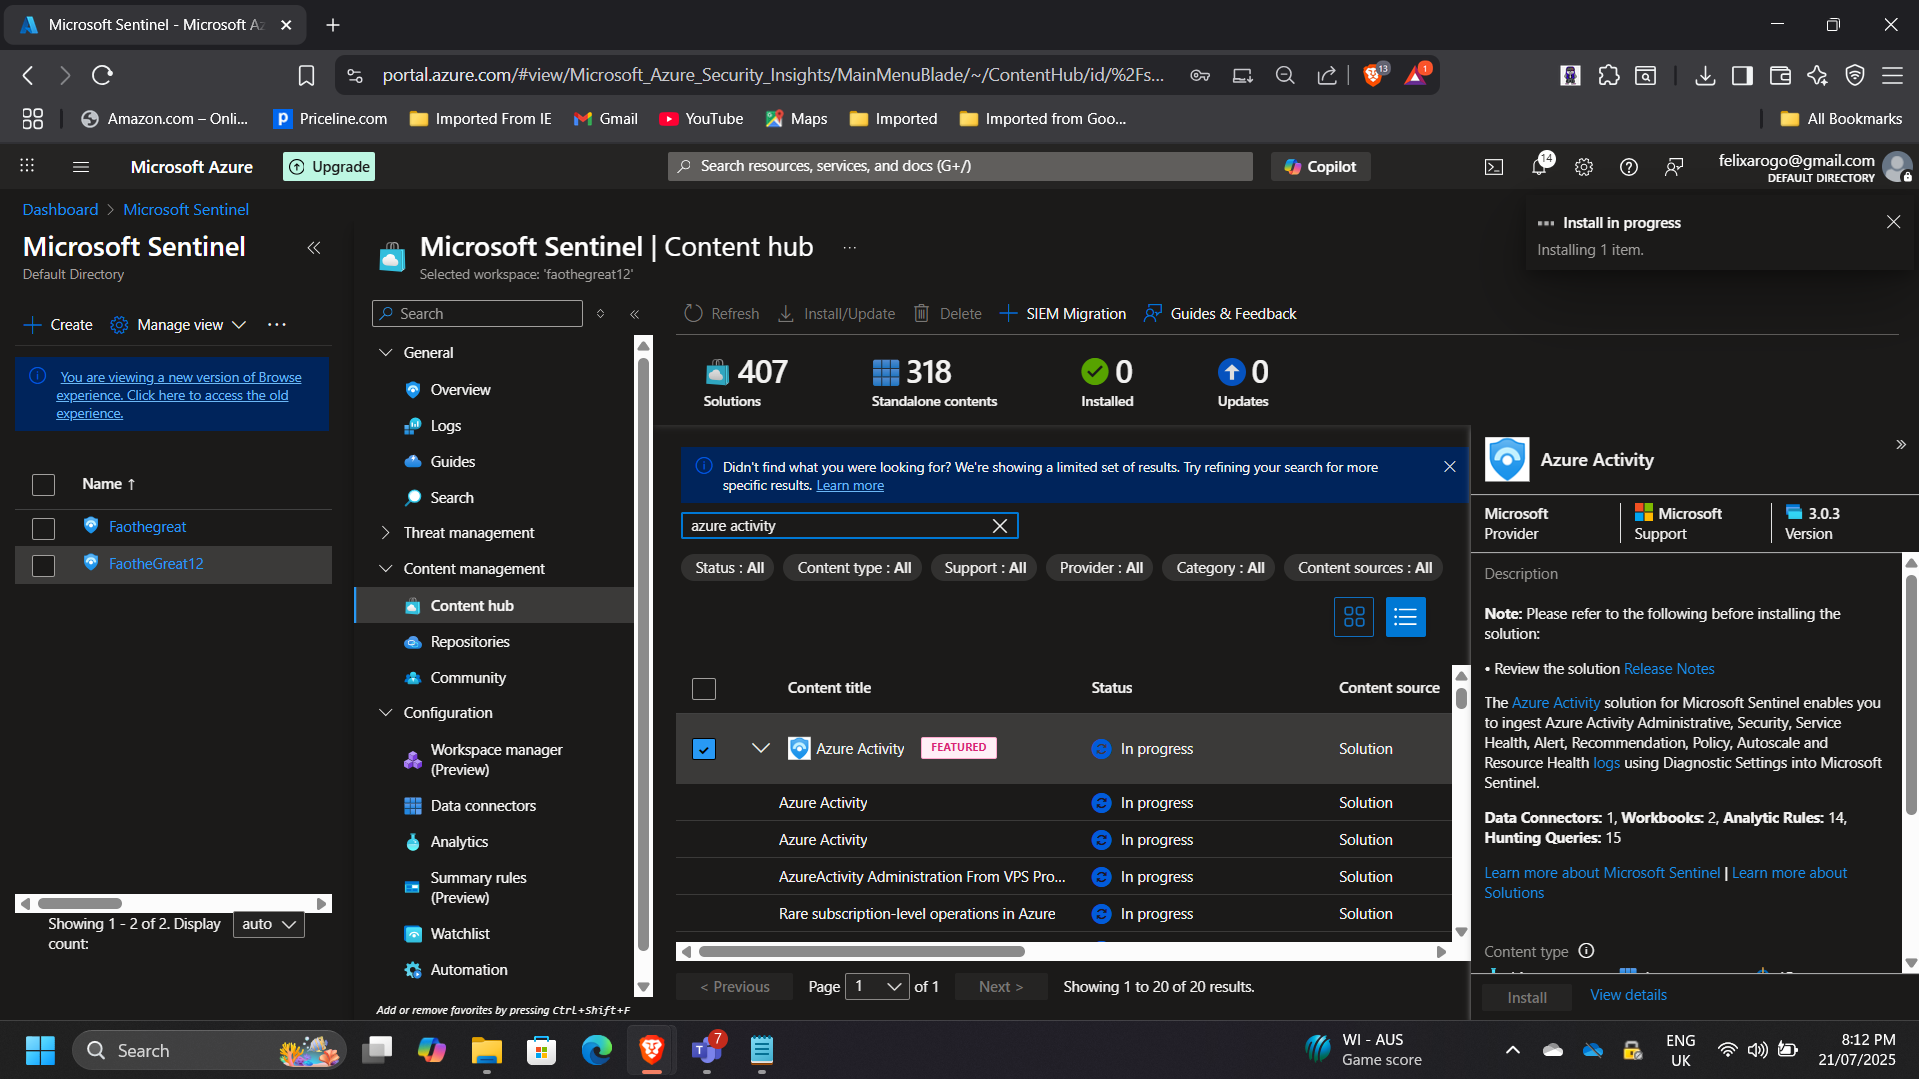 Microsoft Sentinel - Microsoft Az
portal.azure.com/#view/Microsoft_Azure_Security_Insights/MainMenuBlade/~/ContentHub/id/%2Fs...
13
1
Amazon.com – Onli...
Priceline.com
Imported From IE
Gmail
YouTube
Maps
Imported
Imported from Goo...
All Bookmarks
Microsoft Azure
Upgrade
Search resources, services, and docs (G+/)
Copilot
14
felixarogo@gmail.com
DEFAULT DIRECTORY
Dashboard > Microsoft Sentinel
Install in progress
Installing 1 item.
Microsoft Sentinel
Default Directory
Microsoft Sentinel | Content hub ...
Selected workspace: 'faothegreat12'
Create
Manage view
...
You are viewing a new version of Browse
experience. Click here to access the old
experience.
Name ↑
Faothegreat
FaotheGreat12
Showing 1 - 2 of 2. Display
count:
auto
Search
General
Overview
Logs
Guides
Search
Threat management
Content management
Content hub
Repositories
Community
Configuration
Workspace manager
(Preview)
Data connectors
Analytics
Summary rules
(Preview)
Watchlist
Automation
Add or remove favorites by pressing Ctrl+Shift+F
Refresh
Install/Update
Delete
SIEM Migration
Guides & Feedback
407
Solutions
318
Standalone contents
0
Installed
0
Updates
Didn't find what you were looking for? We're showing a limited set of results. Try refining your search for more
specific results. Learn more
azure activity
Status : All
Content type : All
Support : All
Provider : All
Category : All
Content sources : All
Content title
Status
Content source
Azure Activity FEATURED In progress Solution
Azure Activity In progress Solution
Azure Activity In progress Solution
AzureActivity Administration From VPS Pro... In progress Solution
Rare subscription-level operations in Azure In progress Solution
< Previous
Page 1 of 1
Next >
Showing 1 to 20 of 20 results.
Azure Activity
Microsoft
Provider
Microsoft
Support
3.0.3
Version
Description
Note: Please refer to the following before installing the
solution:
• Review the solution Release Notes
The Azure Activity solution for Microsoft Sentinel enables you
to ingest Azure Activity Administrative, Security, Service
Health, Alert, Recommendation, Policy, Autoscale and
Resource Health logs using Diagnostic Settings into Microsoft
Sentinel.
Data Connectors: 1, Workbooks: 2, Analytic Rules: 14,
Hunting Queries: 15
Learn more about Microsoft Sentinel | Learn more about
Solutions
Content type
Install
View details
Search
7
WI - AUS
Game score
ENG
UK
8:12 PM
21/07/2025